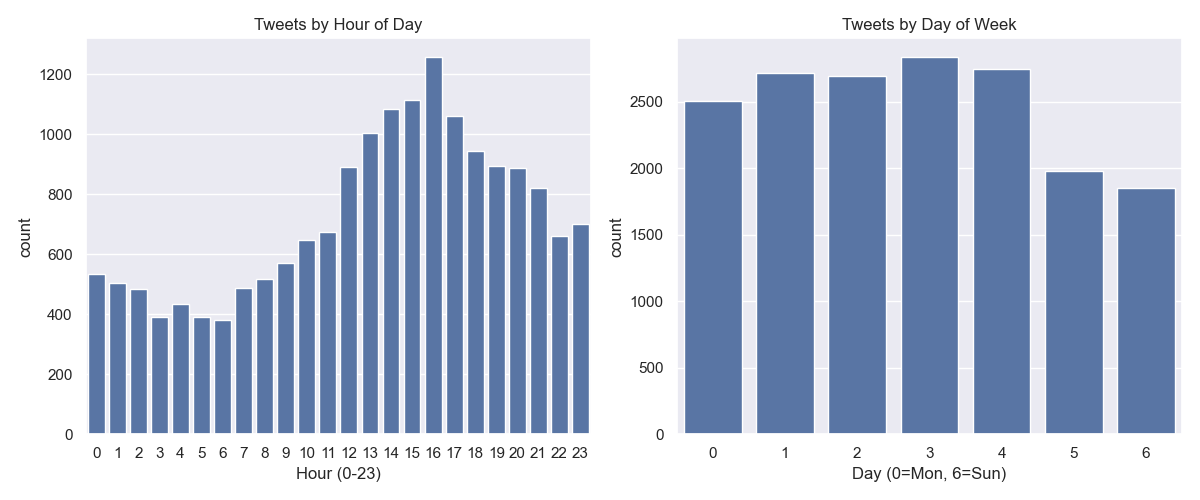 Tweets by Hour of Day
count
1200
1000
800
600
400
200
0
0 1 2 3 4 5 6 7 8 9 10 11 12 13 14 15 16 17 18 19 20 21 22 23
Hour (0-23)
Tweets by Day of Week
count
2500
2000
1500
1000
500
0
0 1 2 3 4 5 6
Day (0=Mon, 6=Sun)